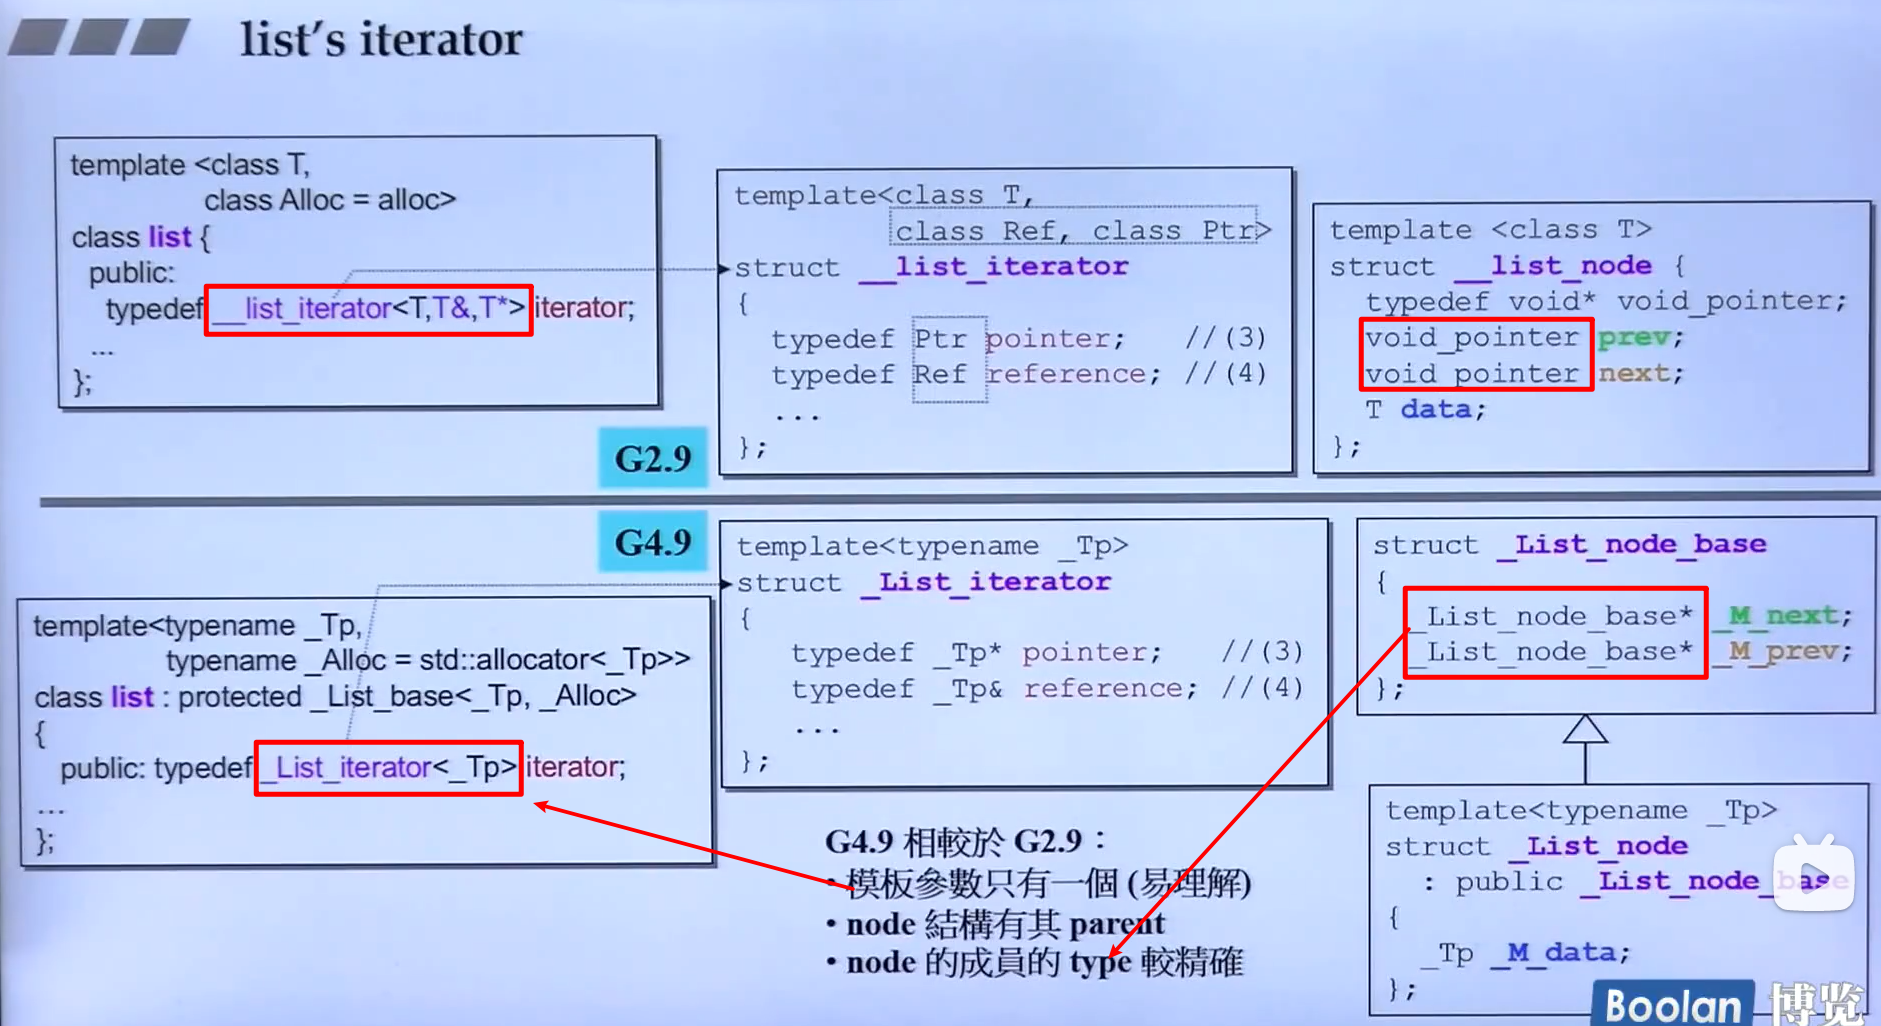 list's iterator
template <class T,
class Alloc = alloc>
class list {
public:
typedef __list_iterator<T,T&,T*> iterator;
...
};
template<class T,
class Ref, class Ptr>
struct __list_iterator
{
typedef Ptr pointer; //(3)
typedef Ref reference; //(4)
...
};
template <class T>
struct __list_node {
typedef void* void_pointer;
void_pointer prev;
void_pointer next;
T data;
};
G2.9
G4.9
template<typename _Tp,
typename _Alloc = std::allocator<_Tp>>
class list : protected _List_base<_Tp, _Alloc>
{
public: typedef _List_iterator<_Tp> iterator;
...
};
template<typename _Tp>
struct _List_iterator
{
typedef _Tp* pointer; //(3)
typedef _Tp& reference; //(4)
...
};
struct _List_node_base
{
_List_node_base* _M_next;
_List_node_base* _M_prev;
};
template<typename _Tp>
struct _List_node
: public _List_node_base
{
_Tp _M_data;
};
G4.9 相較於 G2.9：
• 模板參數只有一個 (易理解)
• node 結構有其 parent
• node 的成員的 type 較精確
Boolan 博览